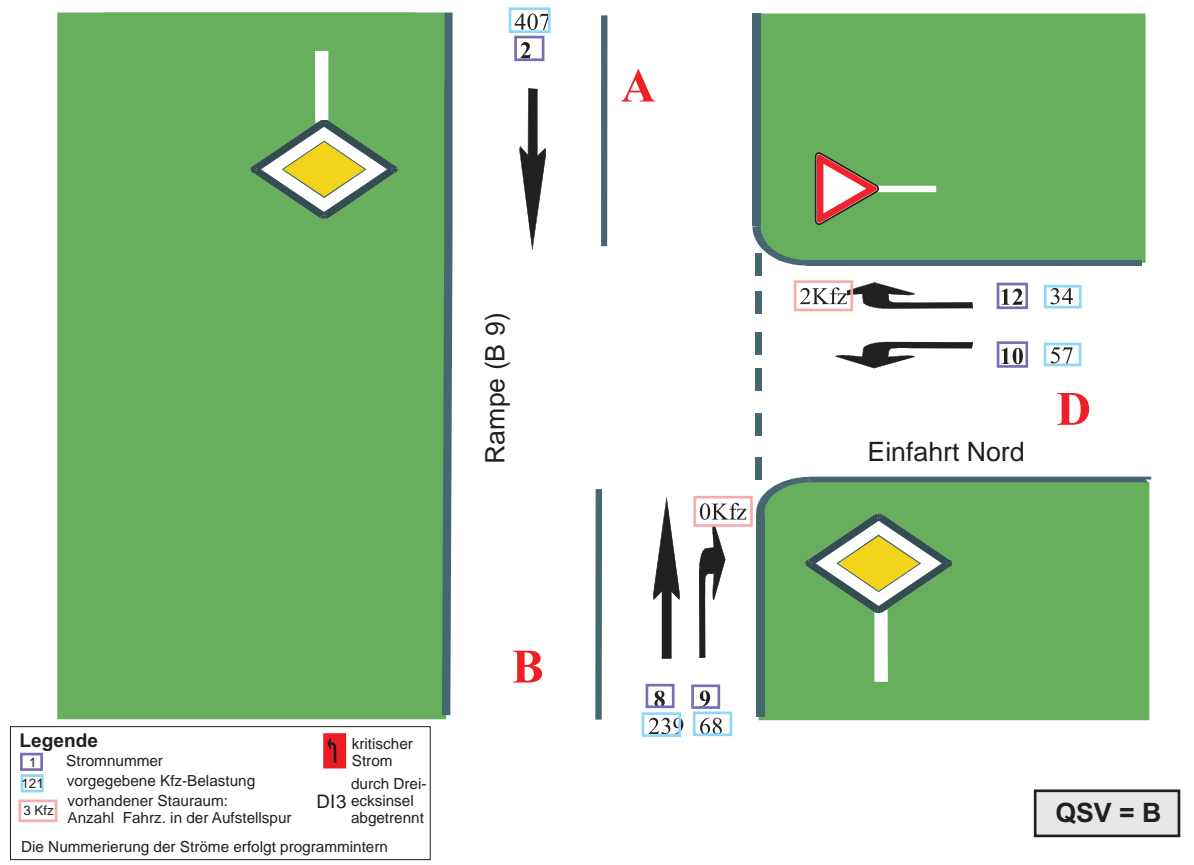 407
2
A
2Kfz
12 34
10 57
D
Rampe (B 9)
Einfahrt Nord
0Kfz
B
8 9
239 68
Legende
1 Stromnummer
121 vorgegebene Kfz-Belastung
3 Kfz vorhandener Stauraum:
Anzahl Fahrz. in der Aufstellspur
kritischer
Strom
durch Drei-
DI3 ecksinsel
abgetrennt
Die Nummerierung der Ströme erfolgt programmintern
QSV = B